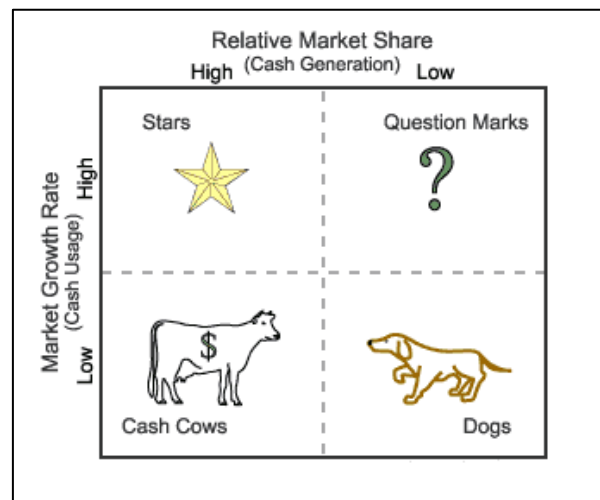 Relative Market Share
(Cash Generation)
High Low
Market Growth Rate
(Cash Usage)
High
Low
Stars
Question Marks
?
$
Cash Cows
Dogs